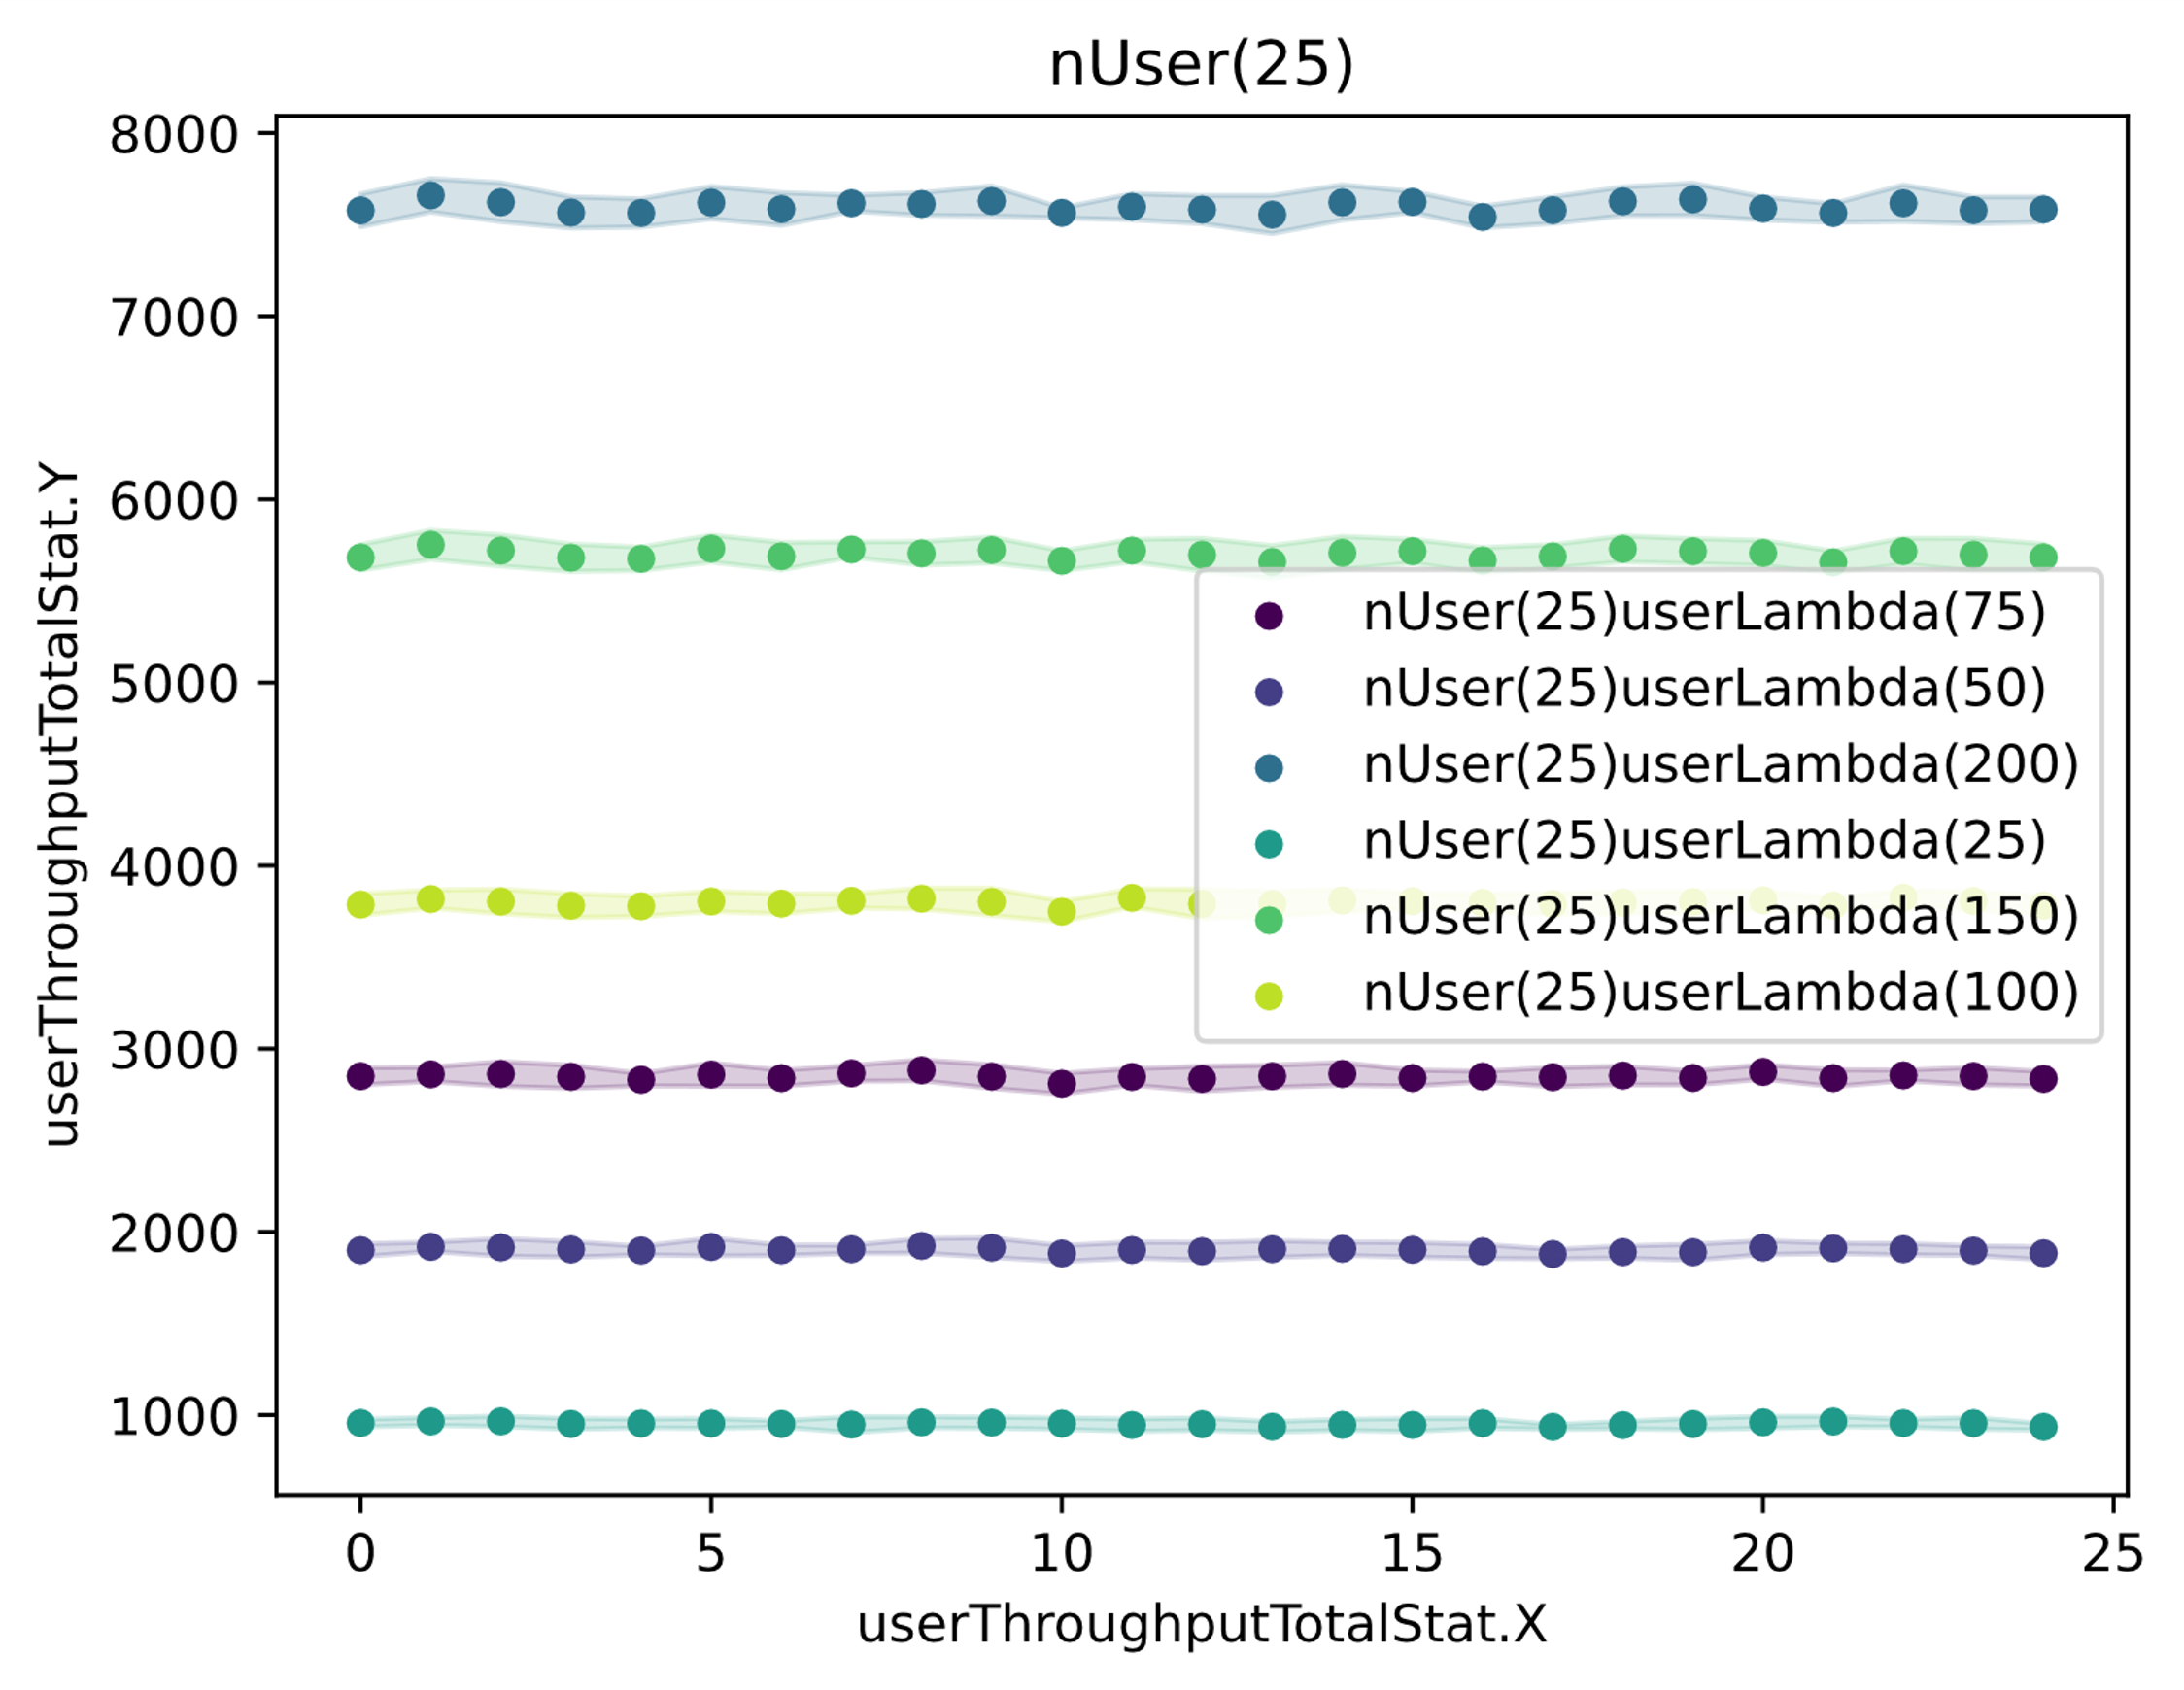 nUser(25)
8000
7000
6000
5000
4000
3000
2000
1000
userThroughputTotalStat.Y
nUser(25)userLambda(75)
nUser(25)userLambda(50)
nUser(25)userLambda(200)
nUser(25)userLambda(25)
nUser(25)userLambda(150)
nUser(25)userLambda(100)
0 5 10 15 20 25
userThroughputTotalStat.X